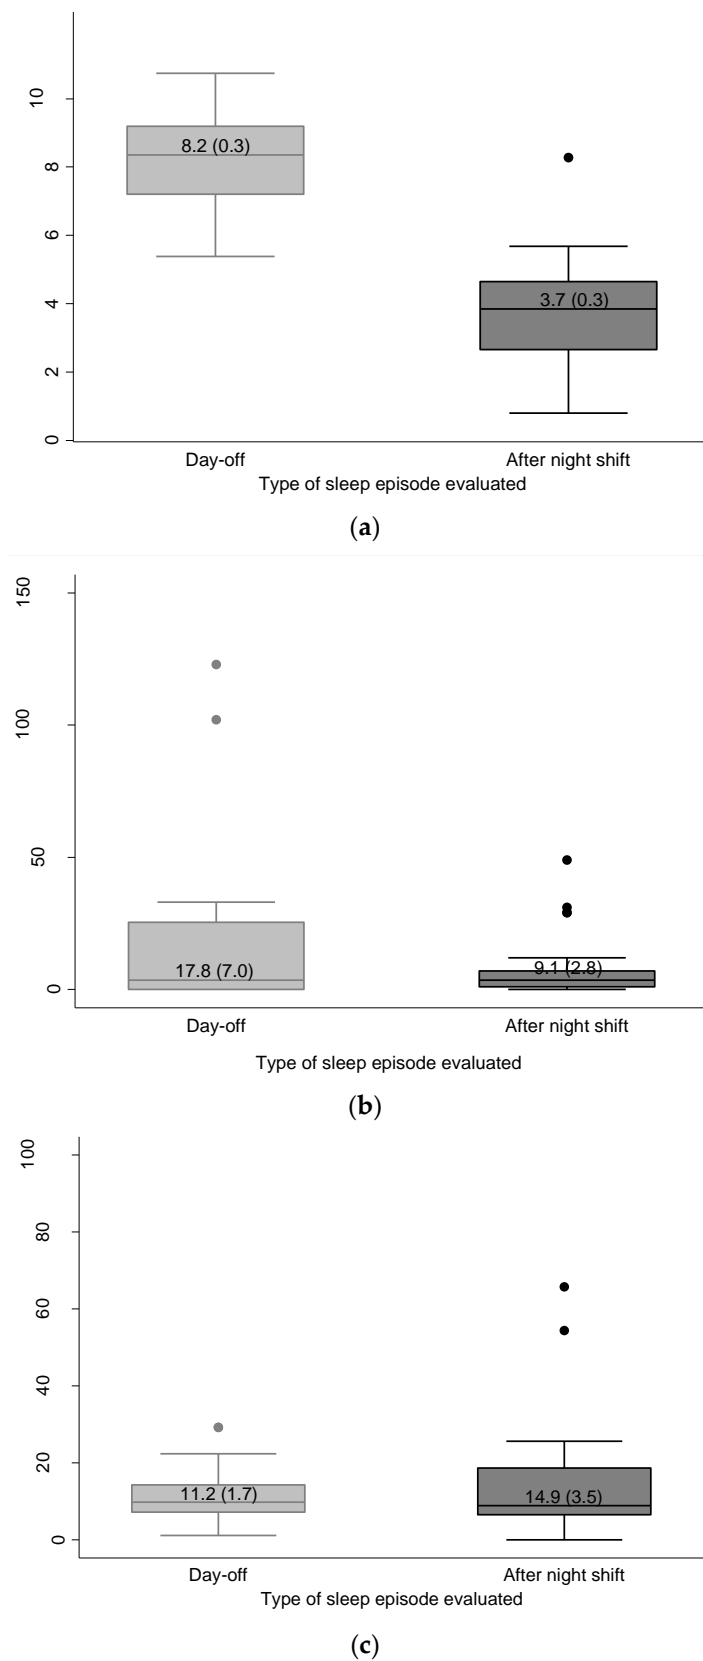 10
8.2 (0.3)
8
6
4
3.7 (0.3)
2
0
Day-off After night shift
Type of sleep episode evaluated
(a)
150
100
50
17.8 (7.0) 9.1 (2.8)
0
Day-off After night shift
Type of sleep episode evaluated
(b)
100
80
60
40
20
11.2 (1.7) 14.9 (3.5)
0
Day-off After night shift
Type of sleep episode evaluated
(c)